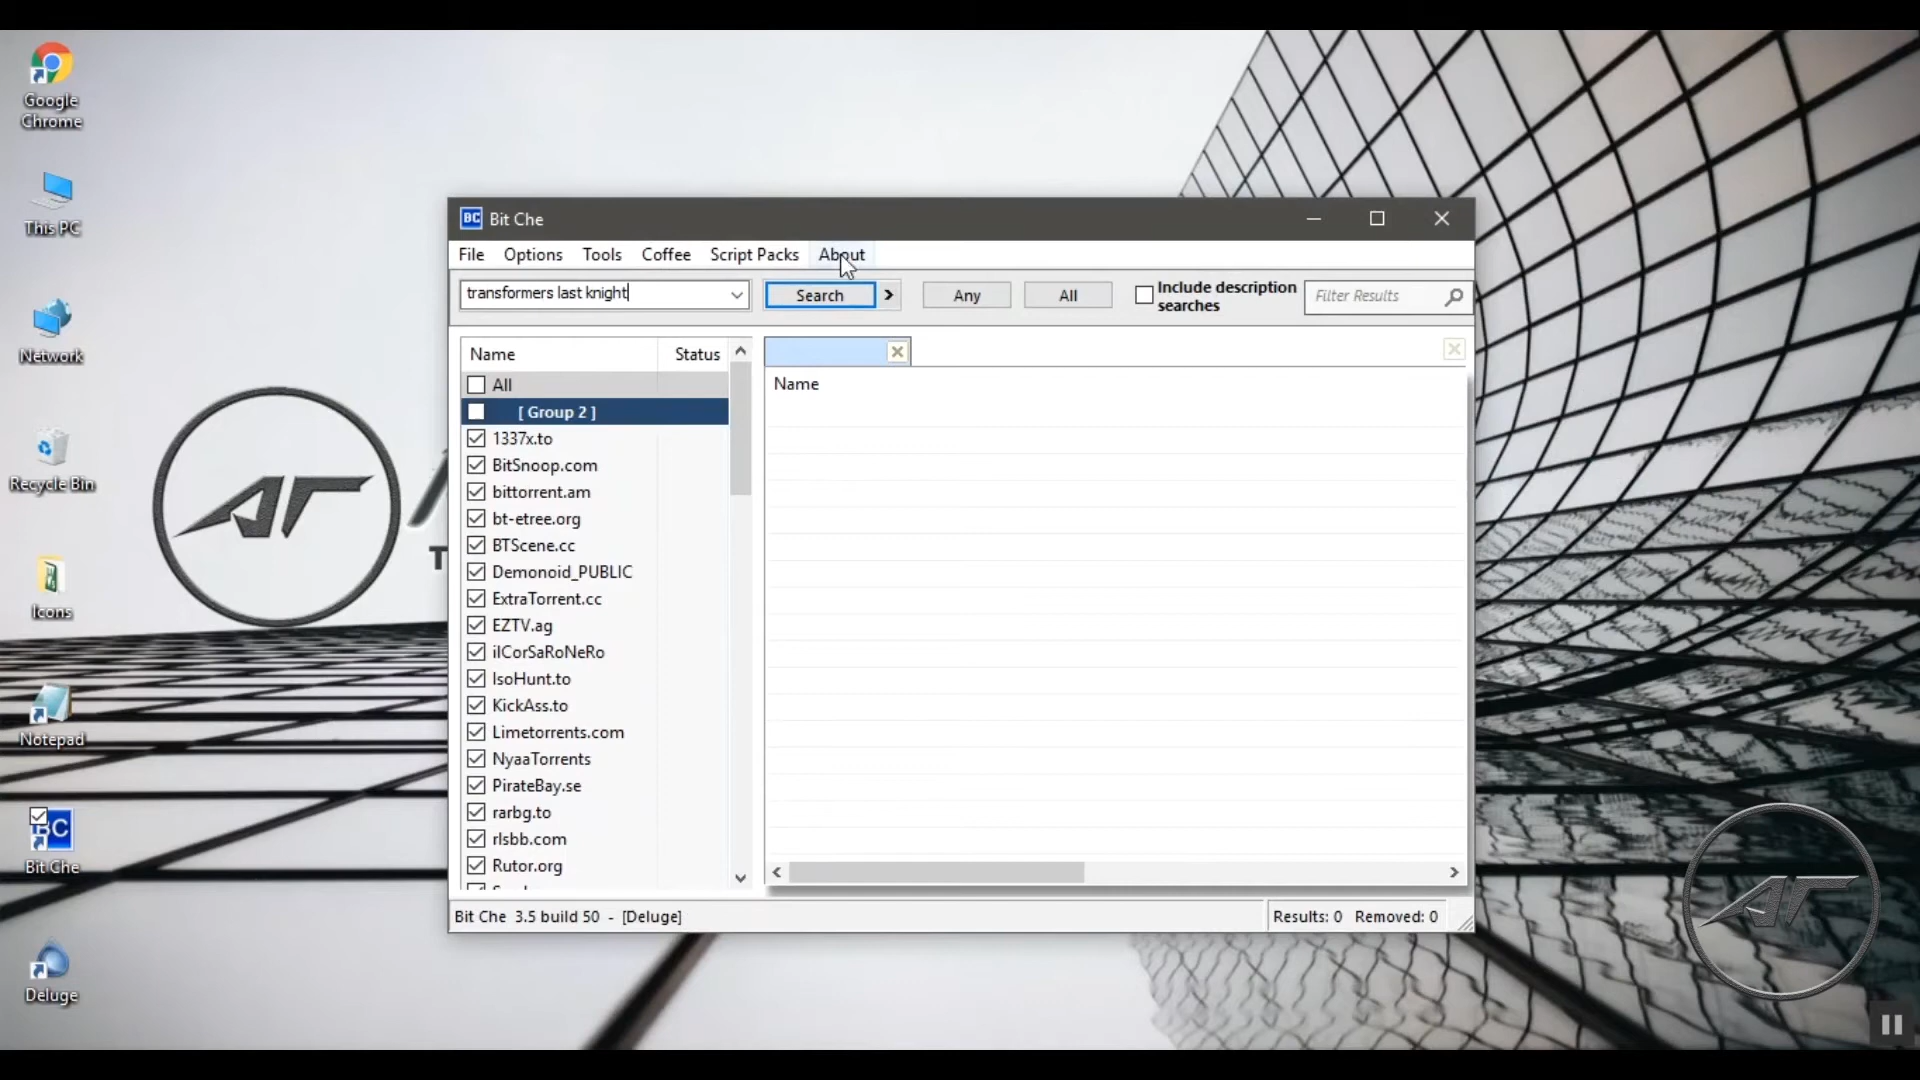 Google
Chrome
This PC
Network
Recycle Bin
Icons
Notepad
Bit Che
Deluge
AT
BC Bit Che
File Options Tools Coffee Script Packs About
transformers last knight Search > Any All Include description searches Filter Results
Name Status
All
[ Group 2 ]
1337x.to
BitSnoop.com
bittorrent.am
bt-etree.org
BTScene.cc
Demonoid_PUBLIC
ExtraTorrent.cc
EZTV.ag
ilCorSaRoNeRo
IsoHunt.to
KickAss.to
Limetorrents.com
NyaaTorrents
PirateBay.se
rarbg.to
rlsbb.com
Rutor.org
Name
Bit Che 3.5 build 50 - [Deluge] Results: 0 Removed: 0
BC
AT